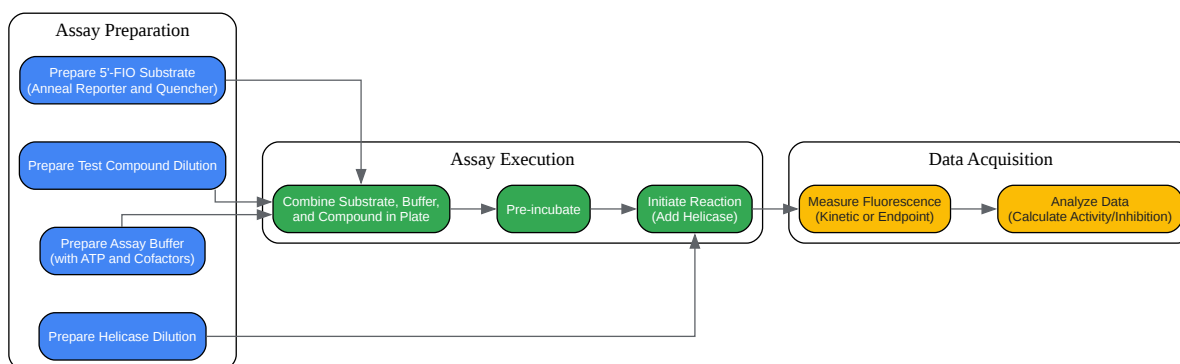 Assay Preparation
Prepare 5'-FIO Substrate
(Anneal Reporter and Quencher)
Prepare Test Compound Dilution
Prepare Assay Buffer
(with ATP and Cofactors)
Prepare Helicase Dilution
Assay Execution
Combine Substrate, Buffer,
and Compound in Plate
Pre-incubate
Initiate Reaction
(Add Helicase)
Data Acquisition
Measure Fluorescence
(Kinetic or Endpoint)
Analyze Data
(Calculate Activity/Inhibition)